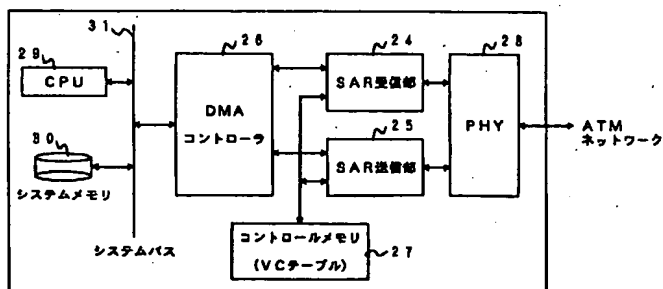 31
29
CPU
30
システムメモリ
システムバス
26
DMA
コントローラ
24
SAR受信部
25
SAR送信部
コントロールメモリ
(VCテーブル)
27
28
PHY
ATM
ネットワーク